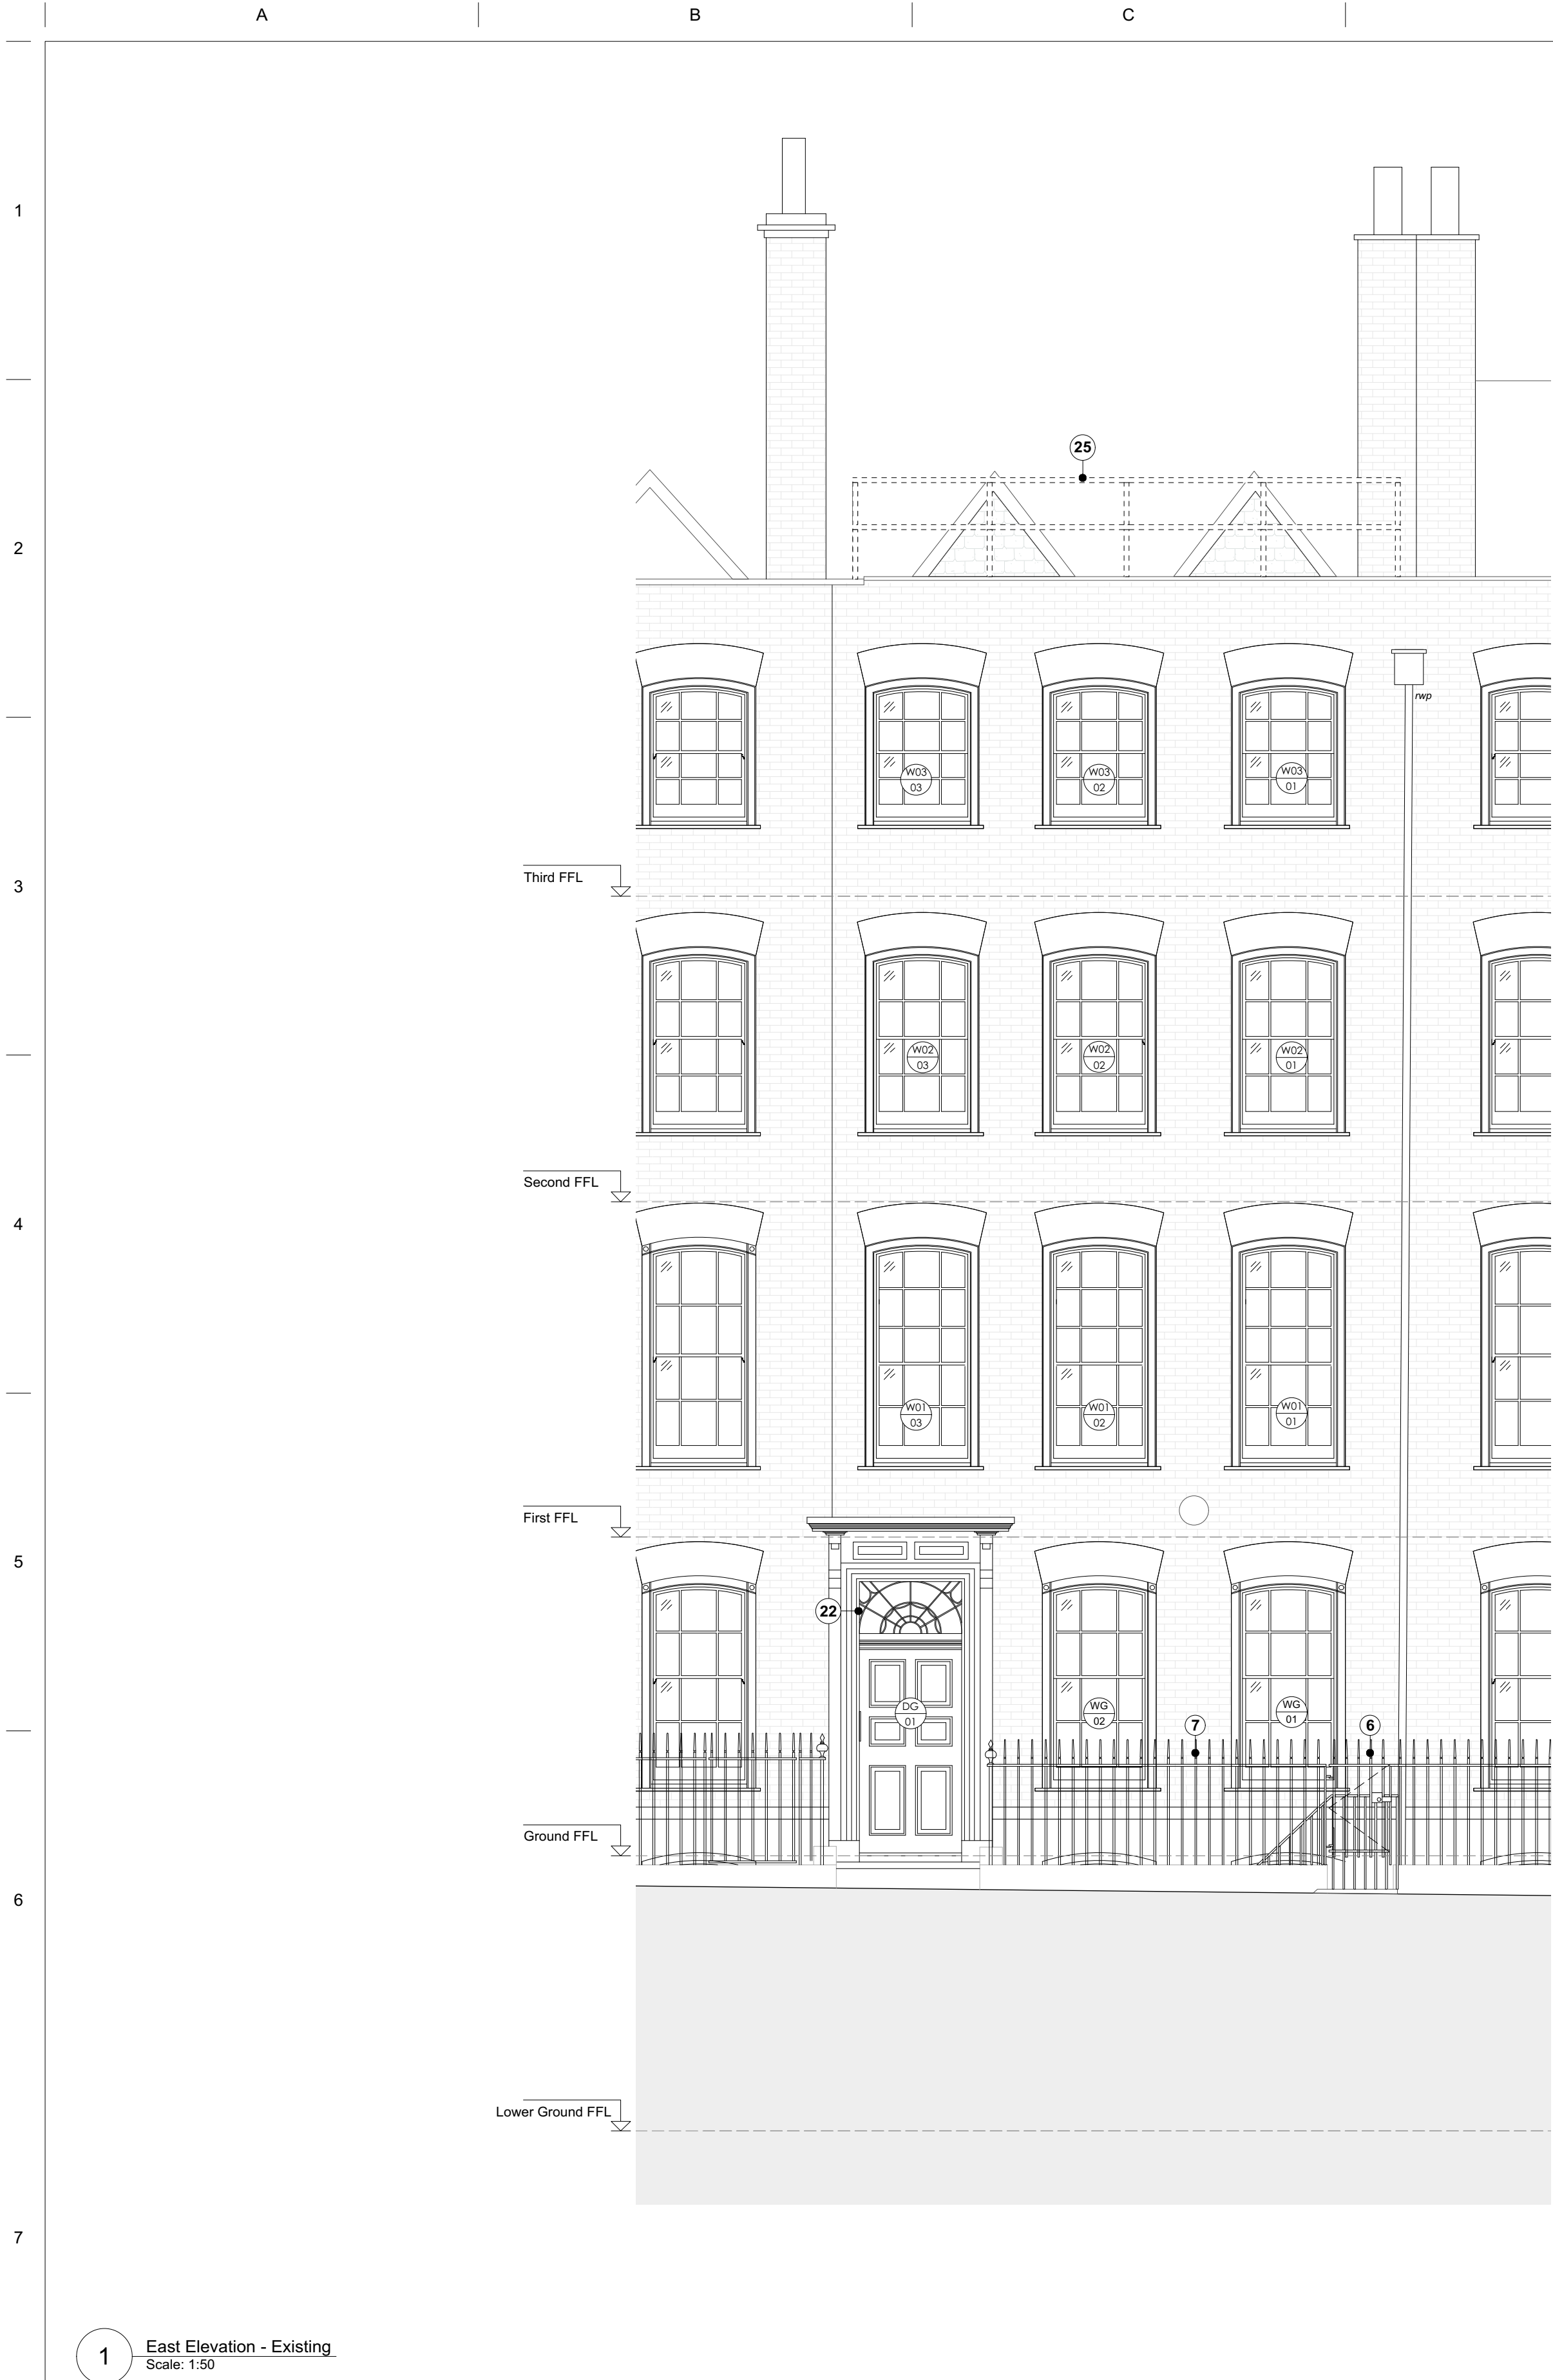 A
B
C
1
25
2
rwp
W03
03
W03
02
W03
01
Third FFL
3
W02
03
W02
02
W02
01
Second FFL
4
W01
03
W01
02
W01
01
First FFL
5
22
DG
01
WG
02
WG
01
7
6
Ground FFL
6
Lower Ground FFL
7
1
East Elevation - Existing
Scale: 1:50